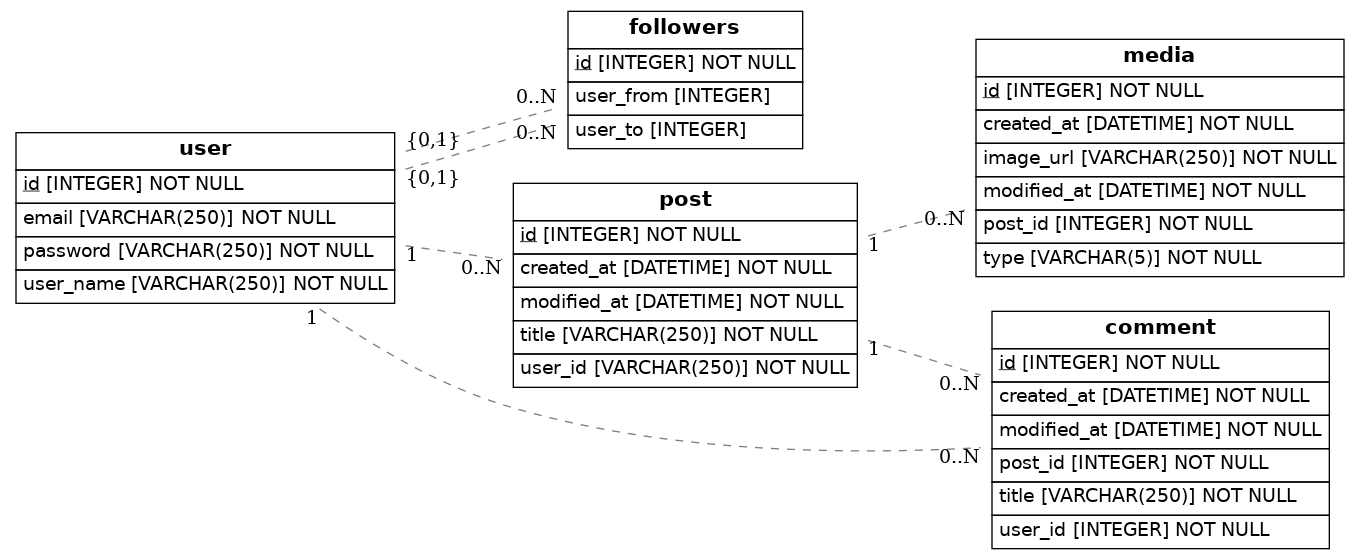 followers
id [INTEGER] NOT NULL
user_from [INTEGER]
user_to [INTEGER]
0..N
0..N
{0,1}
{0,1}
user
id [INTEGER] NOT NULL
email [VARCHAR(250)] NOT NULL
password [VARCHAR(250)] NOT NULL
user_name [VARCHAR(250)] NOT NULL
1
0..N
1
post
id [INTEGER] NOT NULL
created_at [DATETIME] NOT NULL
modified_at [DATETIME] NOT NULL
title [VARCHAR(250)] NOT NULL
user_id [VARCHAR(250)] NOT NULL
1
0..N
1
0..N
0..N
media
id [INTEGER] NOT NULL
created_at [DATETIME] NOT NULL
image_url [VARCHAR(250)] NOT NULL
modified_at [DATETIME] NOT NULL
post_id [INTEGER] NOT NULL
type [VARCHAR(5)] NOT NULL
comment
id [INTEGER] NOT NULL
created_at [DATETIME] NOT NULL
modified_at [DATETIME] NOT NULL
post_id [INTEGER] NOT NULL
title [VARCHAR(250)] NOT NULL
user_id [INTEGER] NOT NULL